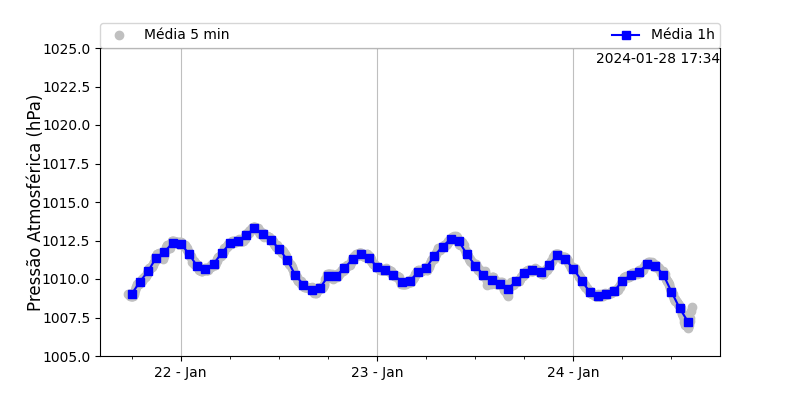 Média 5 min
Média 1h
2024-01-28 17:34
Pressão Atmosférica (hPa)
1025.0
1022.5
1020.0
1017.5
1015.0
1012.5
1010.0
1007.5
1005.0
22 - Jan
23 - Jan
24 - Jan